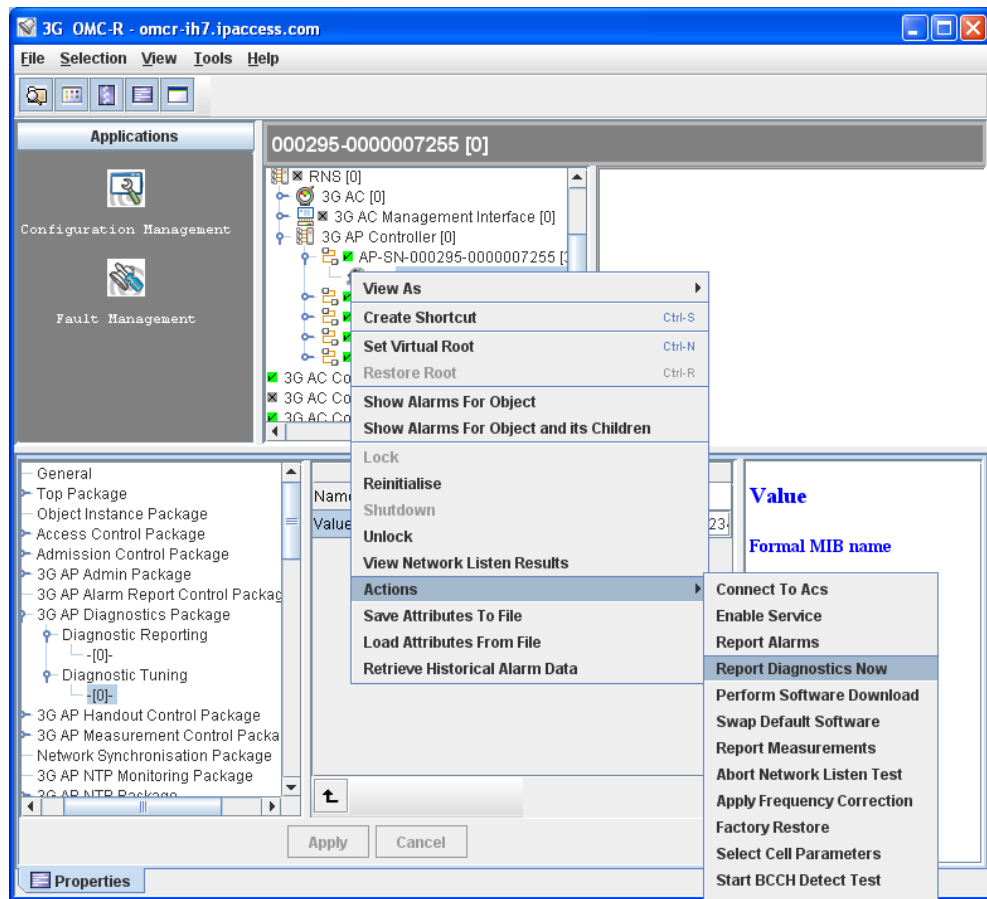 3G OMC-R - omcr-ih7.ipaccess.com
File Selection View Tools Help
Applications
Configuration Management
Fault Management
000295-0000007255 [0]
RNS [0]
3G AC [0]
3G AC Management Interface [0]
3G AP Controller [0]
AP-SN-000295-0000007255
3G AC Co
3G AC Co
3G AC Co
View As
Create Shortcut Ctrl-S
Set Virtual Root Ctrl-N
Restore Root Ctrl-R
Show Alarms For Object
Show Alarms For Object and its Children
Lock
Reinitialise
Shutdown
Unlock
View Network Listen Results
Actions
Save Attributes To File
Load Attributes From File
Retrieve Historical Alarm Data
Connect To Acs
Enable Service
Report Alarms
Report Diagnostics Now
Perform Software Download
Swap Default Software
Report Measurements
Abort Network Listen Test
Apply Frequency Correction
Factory Restore
Select Cell Parameters
Start BCCH Detect Test
General
Top Package
Object Instance Package
Access Control Package
Admission Control Package
3G AP Admin Package
3G AP Alarm Report Control Packag
3G AP Diagnostics Package
Diagnostic Reporting
-[0]-
Diagnostic Tuning
-[0]-
3G AP Handout Control Package
3G AP Measurement Control Packa
Network Synchronisation Package
3G AP NTP Monitoring Package
3G AP NTP Package
Name
Value 23
Value
Formal MIB name
Apply Cancel
Properties